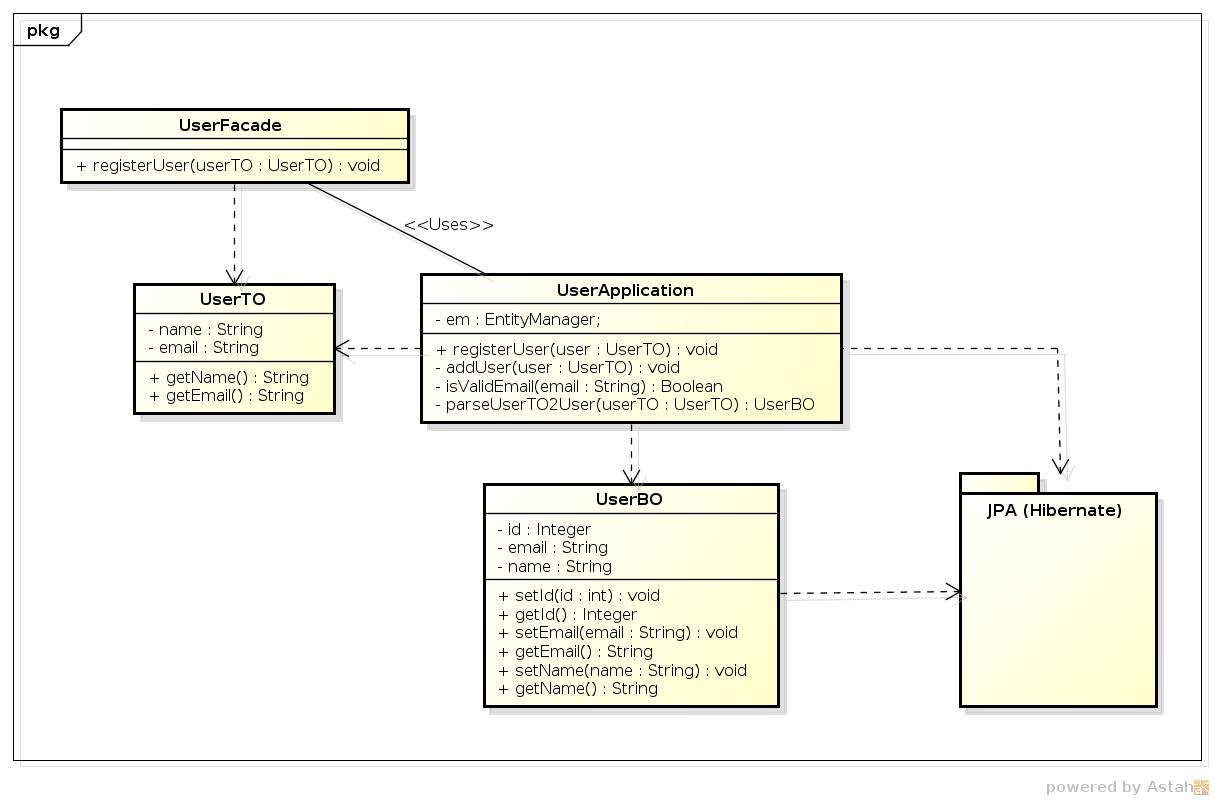 pkg
UserFacade
+ registerUser(userTO : UserTO) : void
<<Uses>>
UserTO
- name : String
- email : String
+ getName() : String
+ getEmail() : String
UserApplication
- em : EntityManager;
+ registerUser(user : UserTO) : void
- addUser(user : UserTO) : void
- isValidEmail(email : String) : Boolean
- parseUserTO2User(userTO : UserTO) : UserBO
UserBO
- id : Integer
- email : String
- name : String
+ setId(id : int) : void
+ getId() : Integer
+ setEmail(email : String) : void
+ getEmail() : String
+ setName(name : String) : void
+ getName() : String
JPA (Hibernate)
powered by Astah